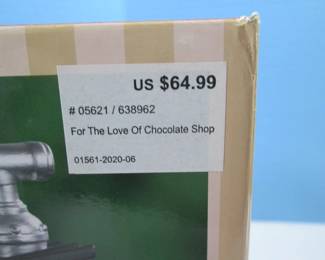 US $64.99
# 05621 / 638962
For The Love Of Chocolate Shop
01561-2020-06